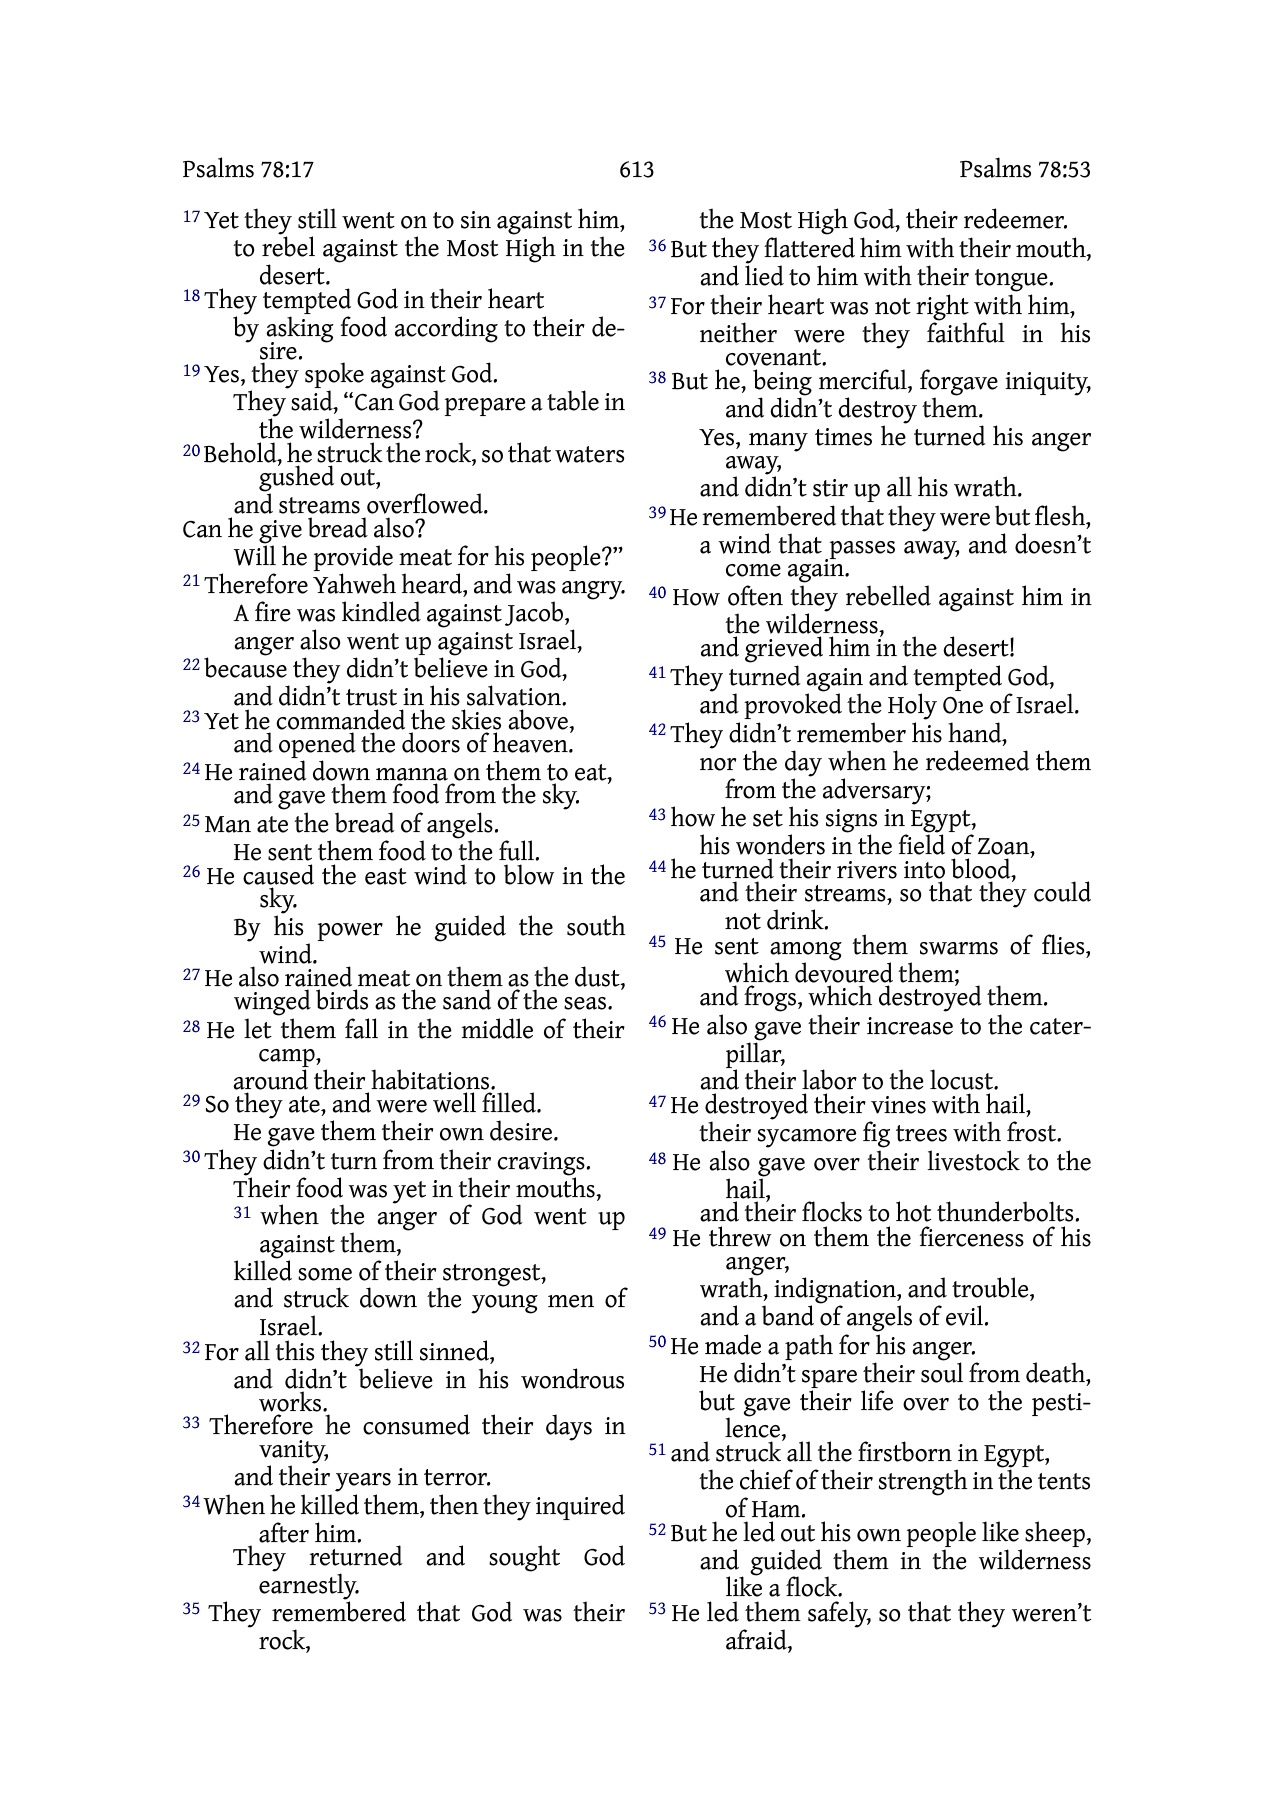 Psalms 78:17 613 Psalms 78:53
17 Yet they still went on to sin against him,
to rebel against the Most High in the
desert.
18 They tempted God in their heart
by asking food according to their de-
sire.
19 Yes, they spoke against God.
They said, “Can God prepare a table in
the wilderness?
20 Behold, he struck the rock, so that waters
gushed out,
and streams overflowed.
Can he give bread also?
Will he provide meat for his people?”
21 Therefore Yahweh heard, and was angry.
A fire was kindled against Jacob,
anger also went up against Israel,
22 because they didn’t believe in God,
and didn’t trust in his salvation.
23 Yet he commanded the skies above,
and opened the doors of heaven.
24 He rained down manna on them to eat,
and gave them food from the sky.
25 Man ate the bread of angels.
He sent them food to the full.
26 He caused the east wind to blow in the
sky.
By his power he guided the south
wind.
27 He also rained meat on them as the dust,
winged birds as the sand of the seas.
28 He let them fall in the middle of their
camp,
around their habitations.
29 So they ate, and were well filled.
He gave them their own desire.
30 They didn’t turn from their cravings.
Their food was yet in their mouths,
31 when the anger of God went up
against them,
killed some of their strongest,
and struck down the young men of
Israel.
32 For all this they still sinned,
and didn’t believe in his wondrous
works.
33 Therefore he consumed their days in
vanity,
and their years in terror.
34 When he killed them, then they inquired
after him.
They returned and sought God
earnestly.
35 They remembered that God was their
rock,
the Most High God, their redeemer.
36 But they flattered him with their mouth,
and lied to him with their tongue.
37 For their heart was not right with him,
neither were they faithful in his
covenant.
38 But he, being merciful, forgave iniquity,
and didn’t destroy them.
Yes, many times he turned his anger
away,
and didn’t stir up all his wrath.
39 He remembered that they were but flesh,
a wind that passes away, and doesn’t
come again.
40 How often they rebelled against him in
the wilderness,
and grieved him in the desert!
41 They turned again and tempted God,
and provoked the Holy One of Israel.
42 They didn’t remember his hand,
nor the day when he redeemed them
from the adversary;
43 how he set his signs in Egypt,
his wonders in the field of Zoan,
44 he turned their rivers into blood,
and their streams, so that they could
not drink.
45 He sent among them swarms of flies,
which devoured them;
and frogs, which destroyed them.
46 He also gave their increase to the cater-
pillar,
and their labor to the locust.
47 He destroyed their vines with hail,
their sycamore fig trees with frost.
48 He also gave over their livestock to the
hail,
and their flocks to hot thunderbolts.
49 He threw on them the fierceness of his
anger,
wrath, indignation, and trouble,
and a band of angels of evil.
50 He made a path for his anger.
He didn’t spare their soul from death,
but gave their life over to the pesti-
lence,
51 and struck all the firstborn in Egypt,
the chief of their strength in the tents
of Ham.
52 But he led out his own people like sheep,
and guided them in the wilderness
like a flock.
53 He led them safely, so that they weren’t
afraid,